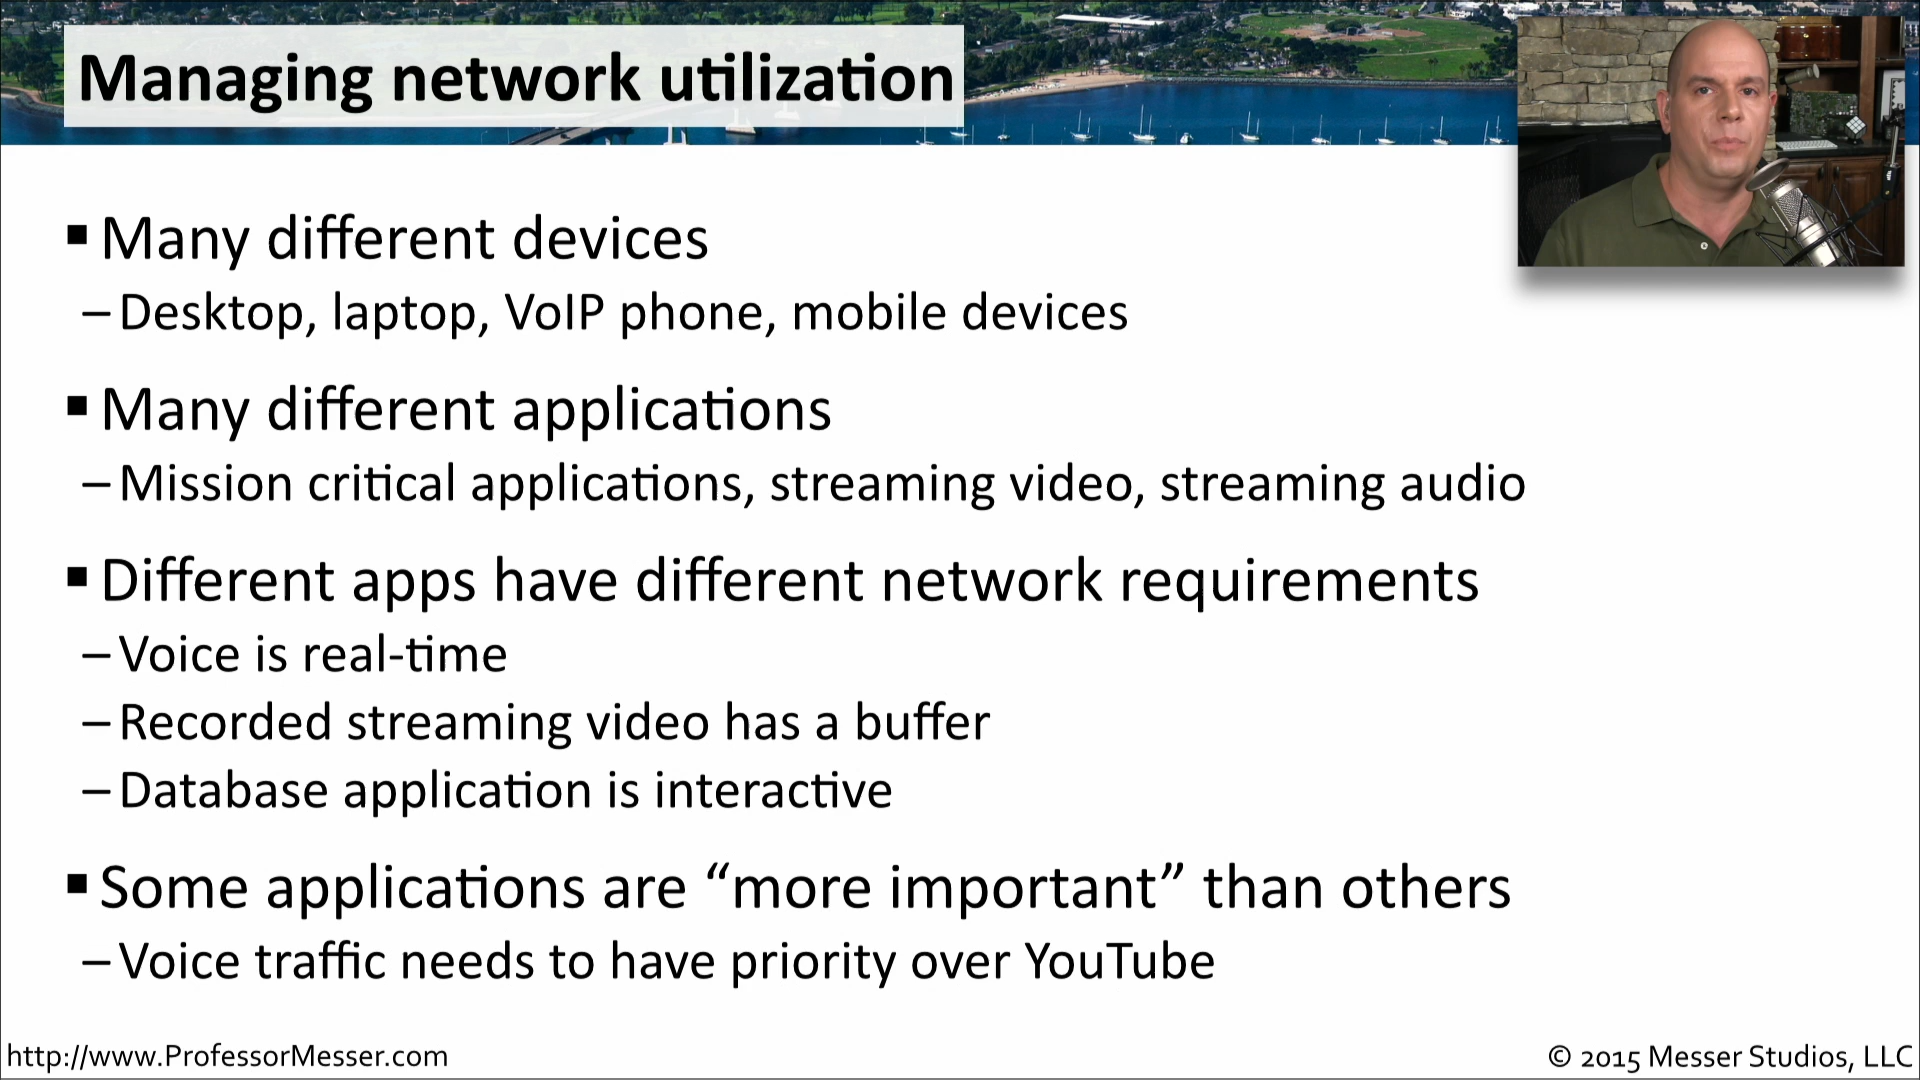 Managing network utilization
▪ Many different devices
– Desktop, laptop, VoIP phone, mobile devices
▪ Many different applications
– Mission critical applications, streaming video, streaming audio
▪ Different apps have different network requirements
– Voice is real-time
– Recorded streaming video has a buffer
– Database application is interactive
▪ Some applications are “more important” than others
– Voice traffic needs to have priority over YouTube
http://www.ProfessorMesser.com
© 2015 Messer Studios, LLC